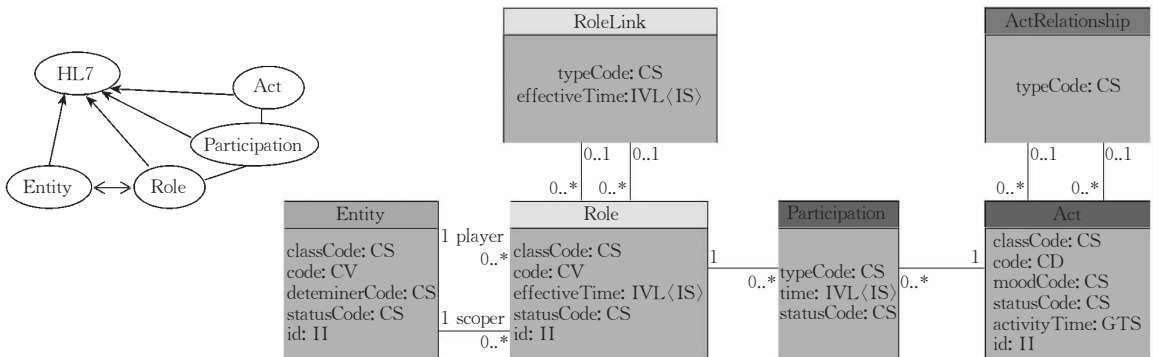 HL7
Act
Participation
Entity
Role
RoleLink
typeCode: CS
effectiveTime:IVL〈IS〉
ActRelationship
typeCode: CS
0..1
0..1
0..*
0..*
0..1
0..1
0..*
0..*
Entity
classCode: CS
code: CV
deteminerCode: CS
statusCode: CS
id: II
1 player
0..*
1 scoper
0..*
Role
classCode: CS
code: CV
effectiveTime: IVL〈IS〉
statusCode: CS
id: II
1
0..*
Participation
typeCode: CS
time: IVL〈IS〉
statusCode: CS
1
0..*
Act
classCode: CS
code: CD
moodCode: CS
statusCode: CS
activityTime: GTS
id: II